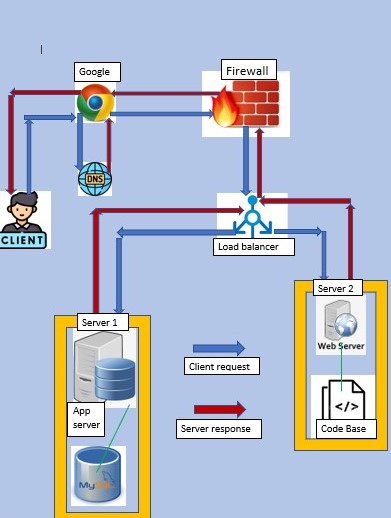 Google
Firewall
DNS
CLIENT
Load balancer
Server 1
Server 2
Web Server
Client request
App
server
</>
Server response
Code Base
MySQL